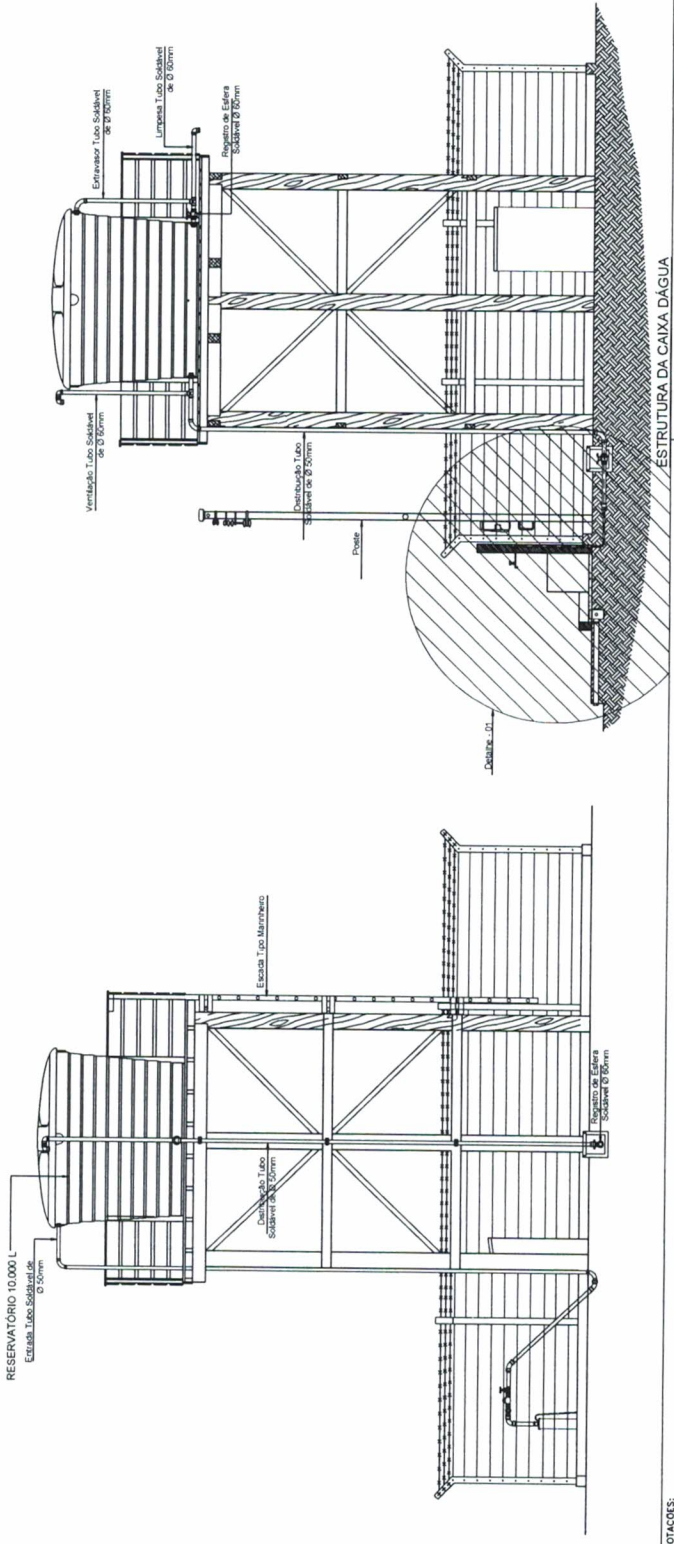 RESERVATÓRIO 10.000 L
Entrada Tubo Soldável de
Ø 50mm
Distribuição Tubo
Soldável de Ø 50mm
Escada Tipo Marinheiro
Registro de Esfera
Soldável Ø 60mm
Ventilação Tubo Soldável
de Ø 60mm
Extravasor Tubo Soldável
de Ø 60mm
Limpesa Tubo Soldável
de Ø 60mm
Registro de Esfera
Soldável Ø 60mm
Distribuição Tubo
Soldável de Ø 50mm
Poste
Detalhe - 01
ESTRUTURA DA CAIXA DÁGUA
OTAÇOES: